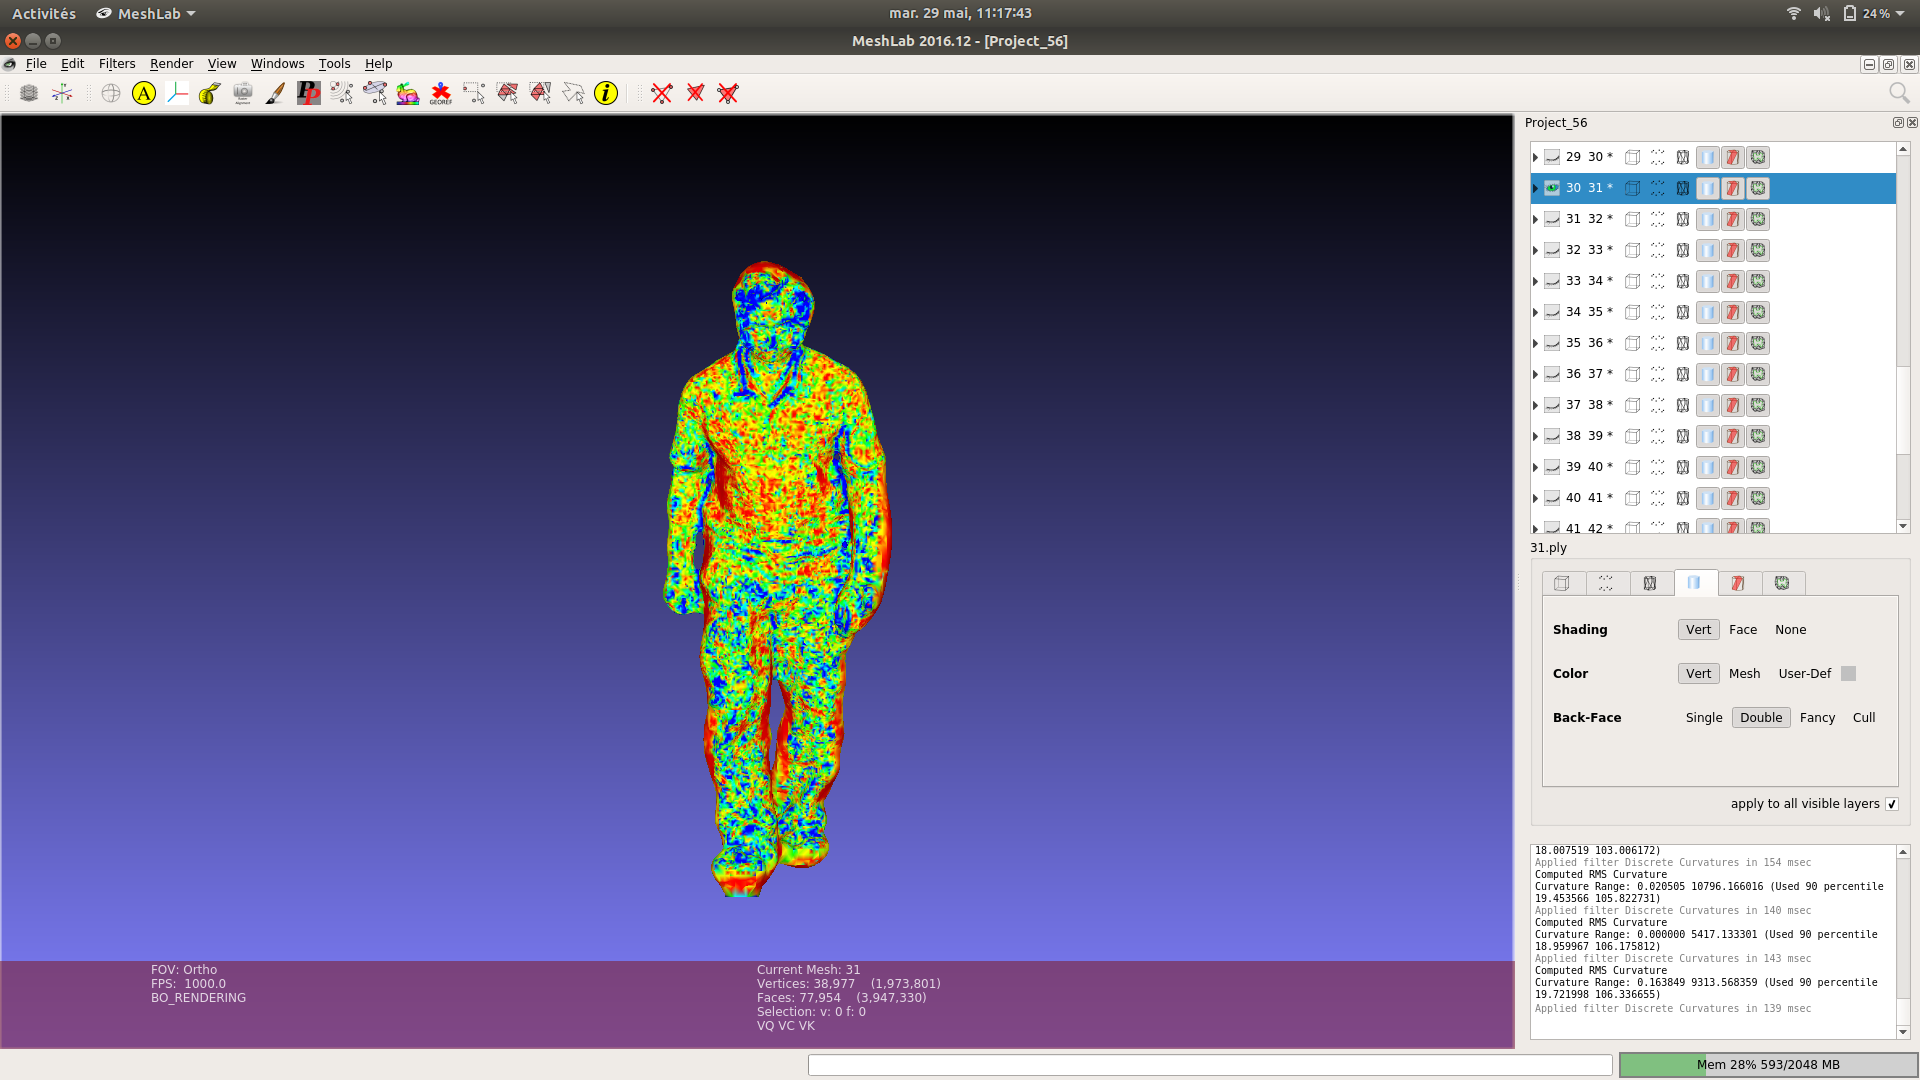 Activités MeshLab mar. 29 mai, 11:17:43 24 %
MeshLab 2016.12 - [Project_56]
File Edit Filters Render View Windows Tools Help
A PP GEOREF i
Project_56
29 30 *
30 31 *
31 32 *
32 33 *
33 34 *
34 35 *
35 36 *
36 37 *
37 38 *
38 39 *
39 40 *
40 41 *
41 42 *
31.ply
Shading Vert Face None
Color Vert Mesh User-Def
Back-Face Single Double Fancy Cull
apply to all visible layers
18.007519 103.006172)
Applied filter Discrete Curvatures in 154 msec
Computed RMS Curvature
Curvature Range: 0.020505 10796.166016 (Used 90 percentile
19.453566 105.822731)
Applied filter Discrete Curvatures in 140 msec
Computed RMS Curvature
Curvature Range: 0.000000 5417.133301 (Used 90 percentile
18.959967 106.175812)
Applied filter Discrete Curvatures in 143 msec
Computed RMS Curvature
Curvature Range: 0.163849 9313.568359 (Used 90 percentile
19.721998 106.336655)
Applied filter Discrete Curvatures in 139 msec
FOV: Ortho
FPS: 1000.0
BO_RENDERING
Current Mesh: 31
Vertices: 38,977 (1,973,801)
Faces: 77,954 (3,947,330)
Selection: v: 0 f: 0
VQ VC VK
Mem 28% 593/2048 MB